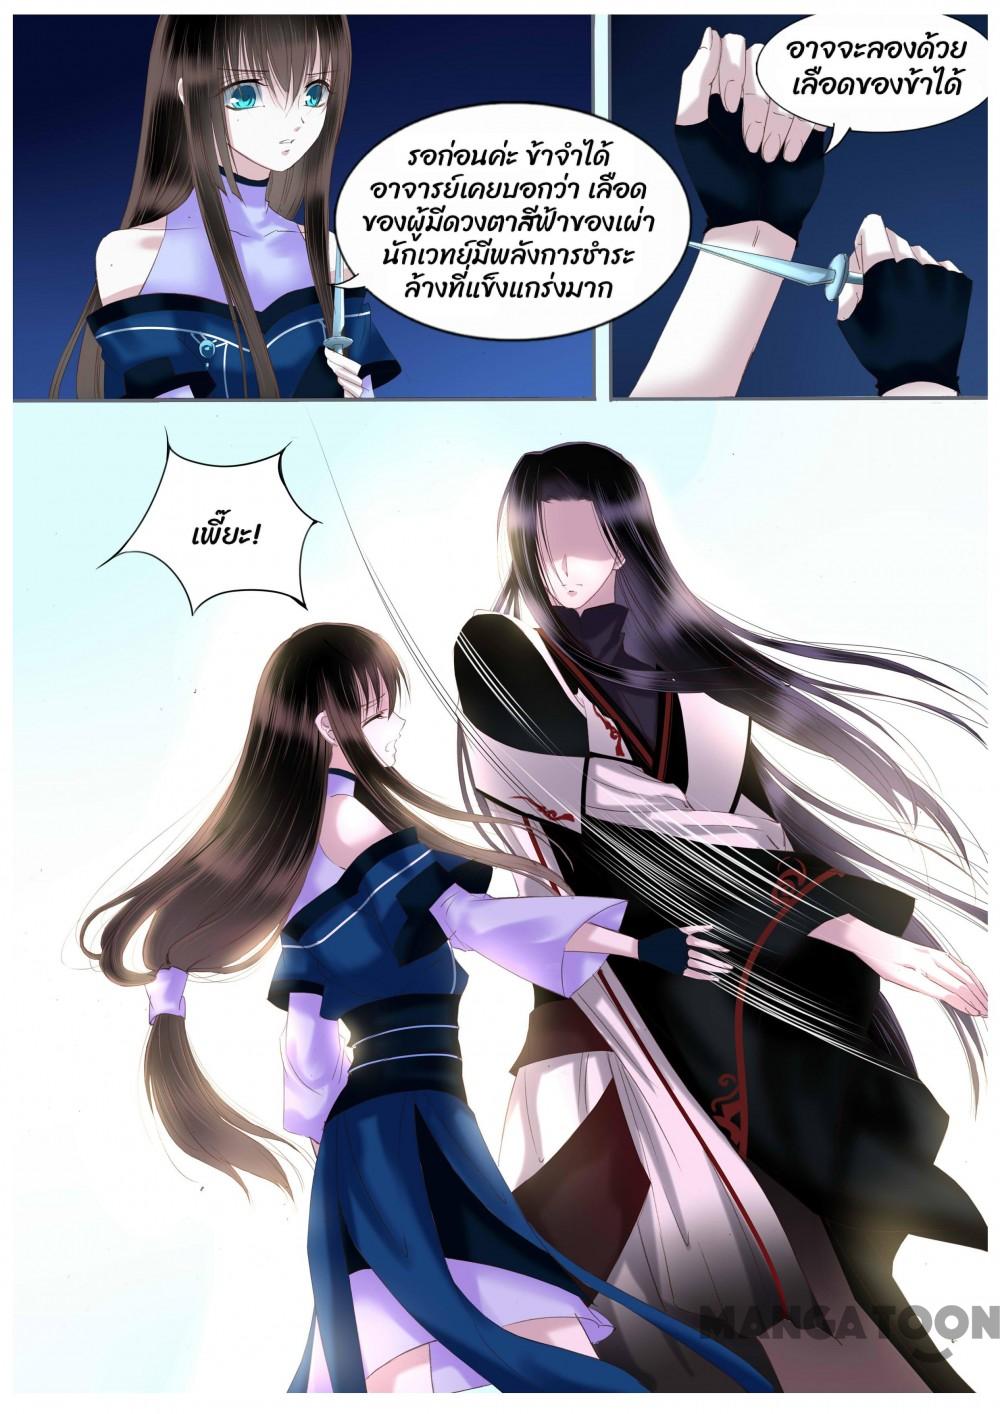 รอก่อนค่ะ ข้าจำได้
อาจารย์เคยบอกว่า เลือด
ของผู้มีดวงตาสีฟ้าของเผ่า
นักเวทย์มีพลังการชำระ
ล้างที่แข็งแกร่งมาก
อาจจะลองด้วย
เลือดของข้าได้
เพี๊ยะ!
MANGATOON